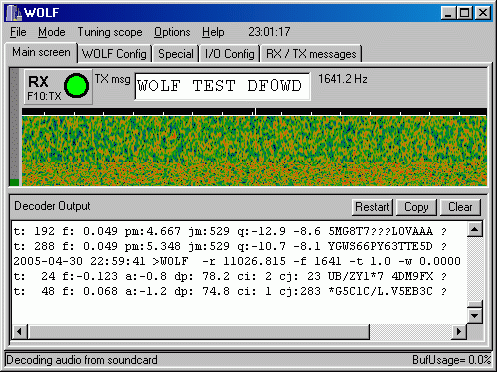 WOLF
File Mode Tuning scope Options Help 23:01:17
Main screen WOLF Config Special I/O Config RX / TX messages
RX TX msg WOLF TEST DF0WD 1641.2 Hz
F10:TX
Decoder Output Restart Copy Clear
t: 192 f: 0.049 pm:4.667 jm:529 q:-12.9 -8.6 5MG8T7???L0VAAA ?
t: 288 f: 0.049 pm:5.348 jm:529 q:-10.7 -8.1 YGWS66PY63TTE5D ?
2005-04-30 22:59:41 >WOLF -r 11026.815 -f 1641 -t 1.0 -w 0.0000
t: 24 f:-0.123 a:-0.8 dp: 78.2 ci: 2 cj: 23 UB/ZY1*7 4DM9FX ?
t: 48 f: 0.068 a:-1.2 dp: 74.8 ci: 1 cj:283 *G5C1C/L.V5EB3C ?
Decoding audio from soundcard BufUsage= 0.0%